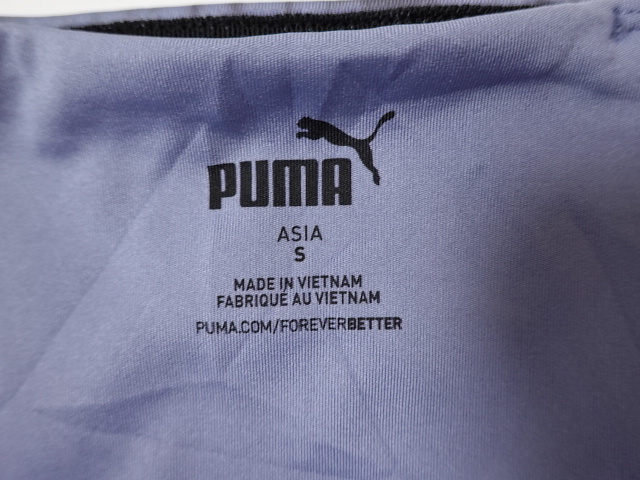 PUMA
ASIA
S
MADE IN VIETNAM
FABRIQUÉ AU VIETNAM
PUMA.COM/FOREVERBETTER